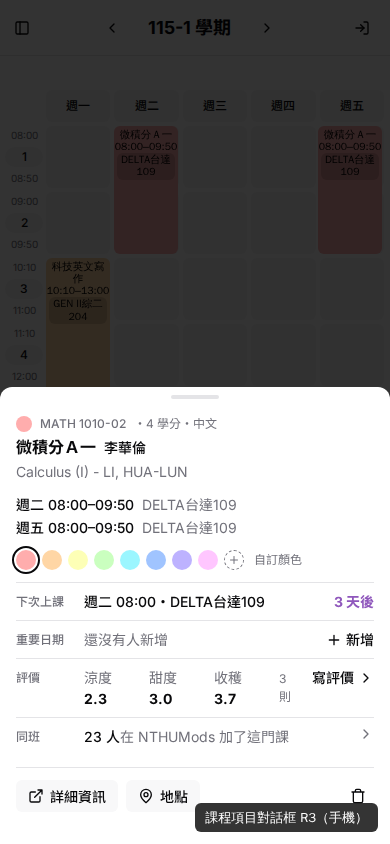 115-1 學期
週一 週二 週三 週四 週五
08:00
1
08:50
09:00
2
09:50
10:10
3
11:00
11:10
4
12:00
微積分A一
08:00–09:50
DELTA台達
109
微積分A一
08:00–09:50
DELTA台達
109
科技英文寫
作
10:10–13:00
GEN II綜二
204
MATH 1010-02 ・4 學分・中文
微積分A一 李華倫
Calculus (I) - LI, HUA-LUN
週二 08:00–09:50 DELTA台達109
週五 08:00–09:50 DELTA台達109
自訂顏色
下次上課 週二 08:00・DELTA台達109 3 天後
重要日期 還沒有人新增 新增
評價 涼度 甜度 收穫 3 寫評價
2.3 3.0 3.7 則
同班 23 人在 NTHUMods 加了這門課
詳細資訊 地點
課程項目對話框 R3（手機）